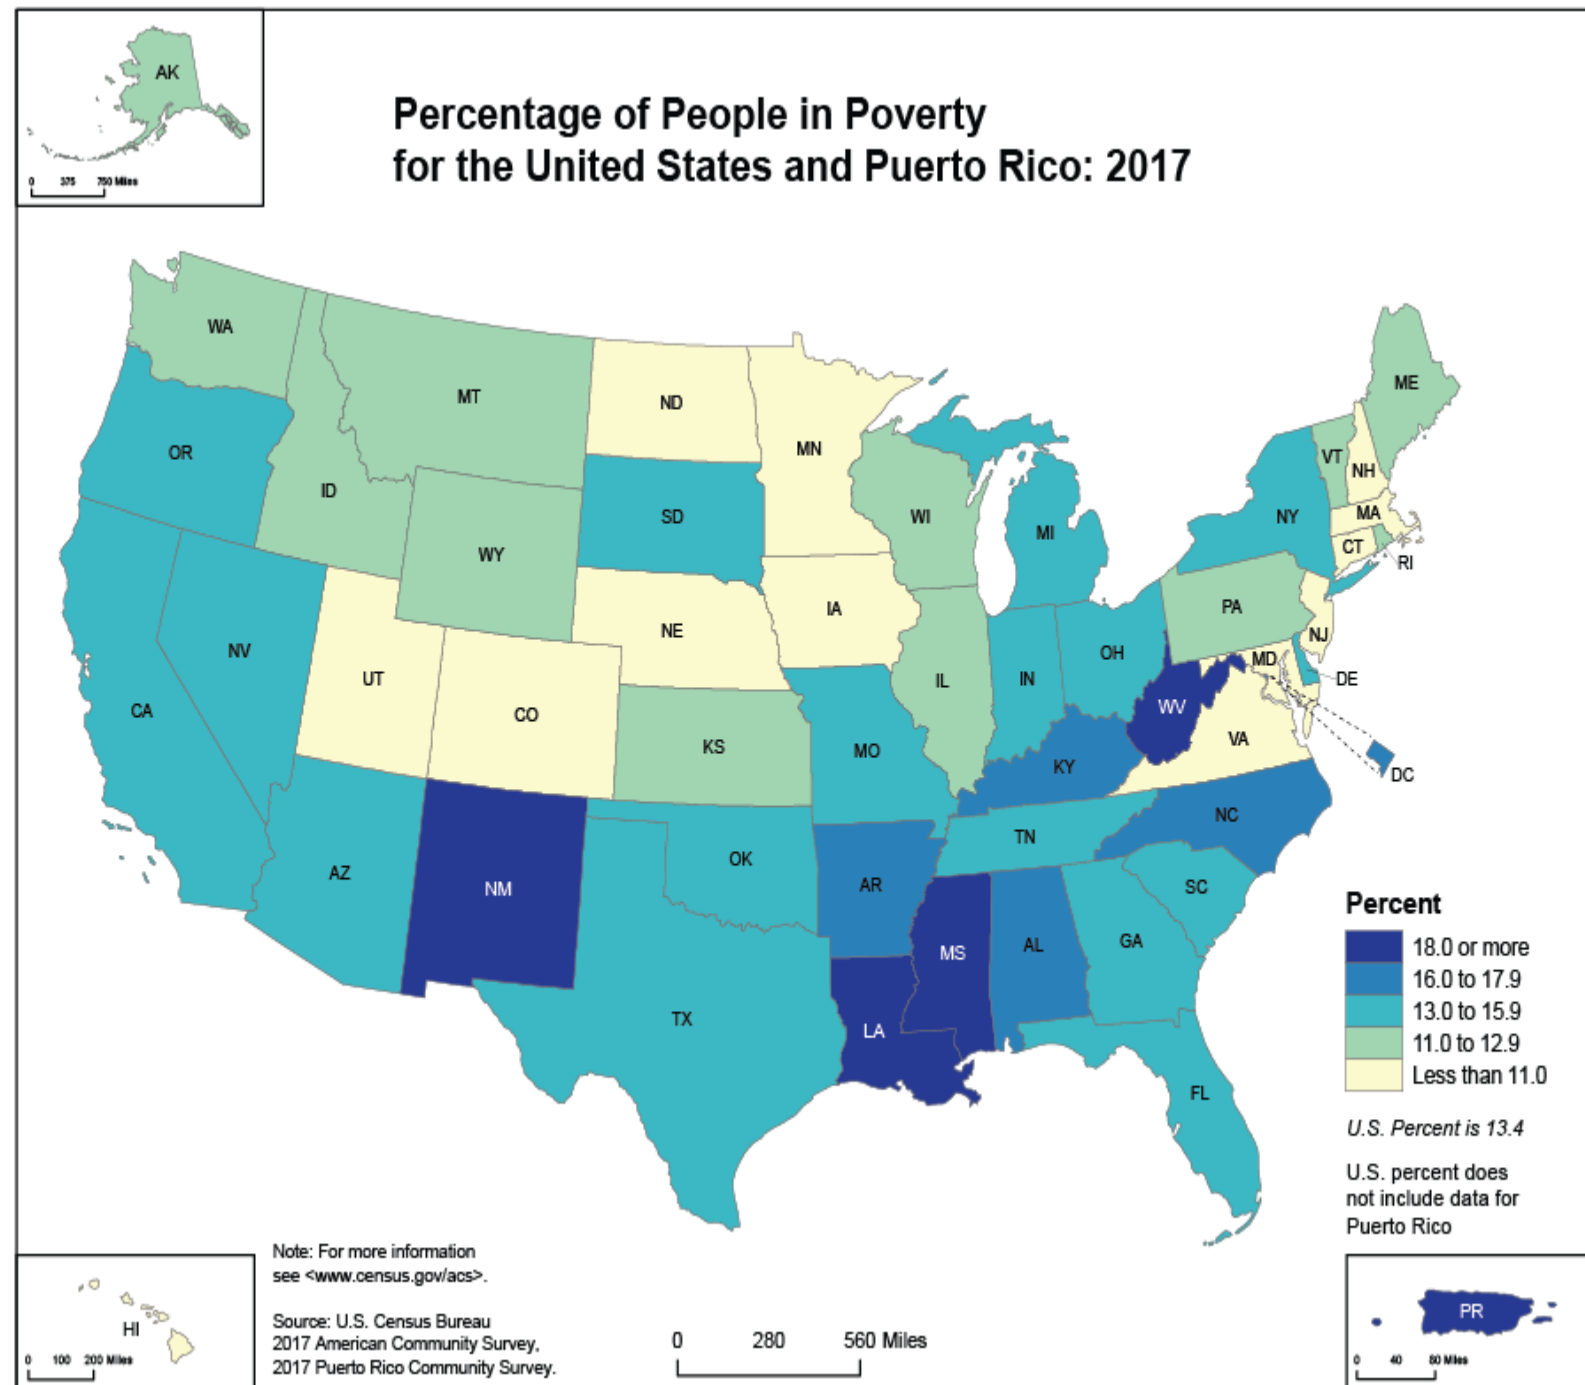 AK
0 375 750 Miles
Percentage of People in Poverty
for the United States and Puerto Rico: 2017
WA
MT
ND
MN
ME
OR
ID
WY
SD
WI
MI
NY
VT
NH
MA
CT
RI
NV
UT
CO
NE
IA
IL
IN
OH
PA
NJ
MD
DE
CA
KS
MO
KY
WV
VA
DC
AZ
NM
OK
AR
TN
NC
SC
TX
LA
MS
AL
GA
FL
Percent
18.0 or more
16.0 to 17.9
13.0 to 15.9
11.0 to 12.9
Less than 11.0
U.S. Percent is 13.4
U.S. percent does
not include data for
Puerto Rico
HI
0 100 200 Miles
Note: For more information
see <www.census.gov/acs>.
Source: U.S. Census Bureau
2017 American Community Survey,
2017 Puerto Rico Community Survey.
0 280 560 Miles
PR
0 40 80 Miles